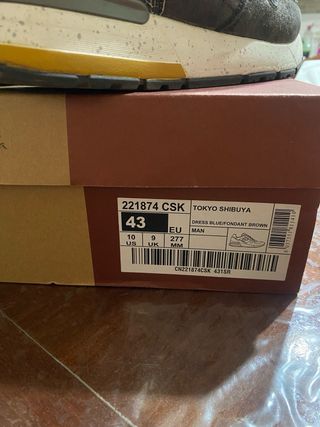 221874 CSK
TOKYO SHIBUYA
43
EU
DRESS BLUE/FONDANT BROWN
MAN
10
US
9
UK
277
MM
CN221874CSK 431SR